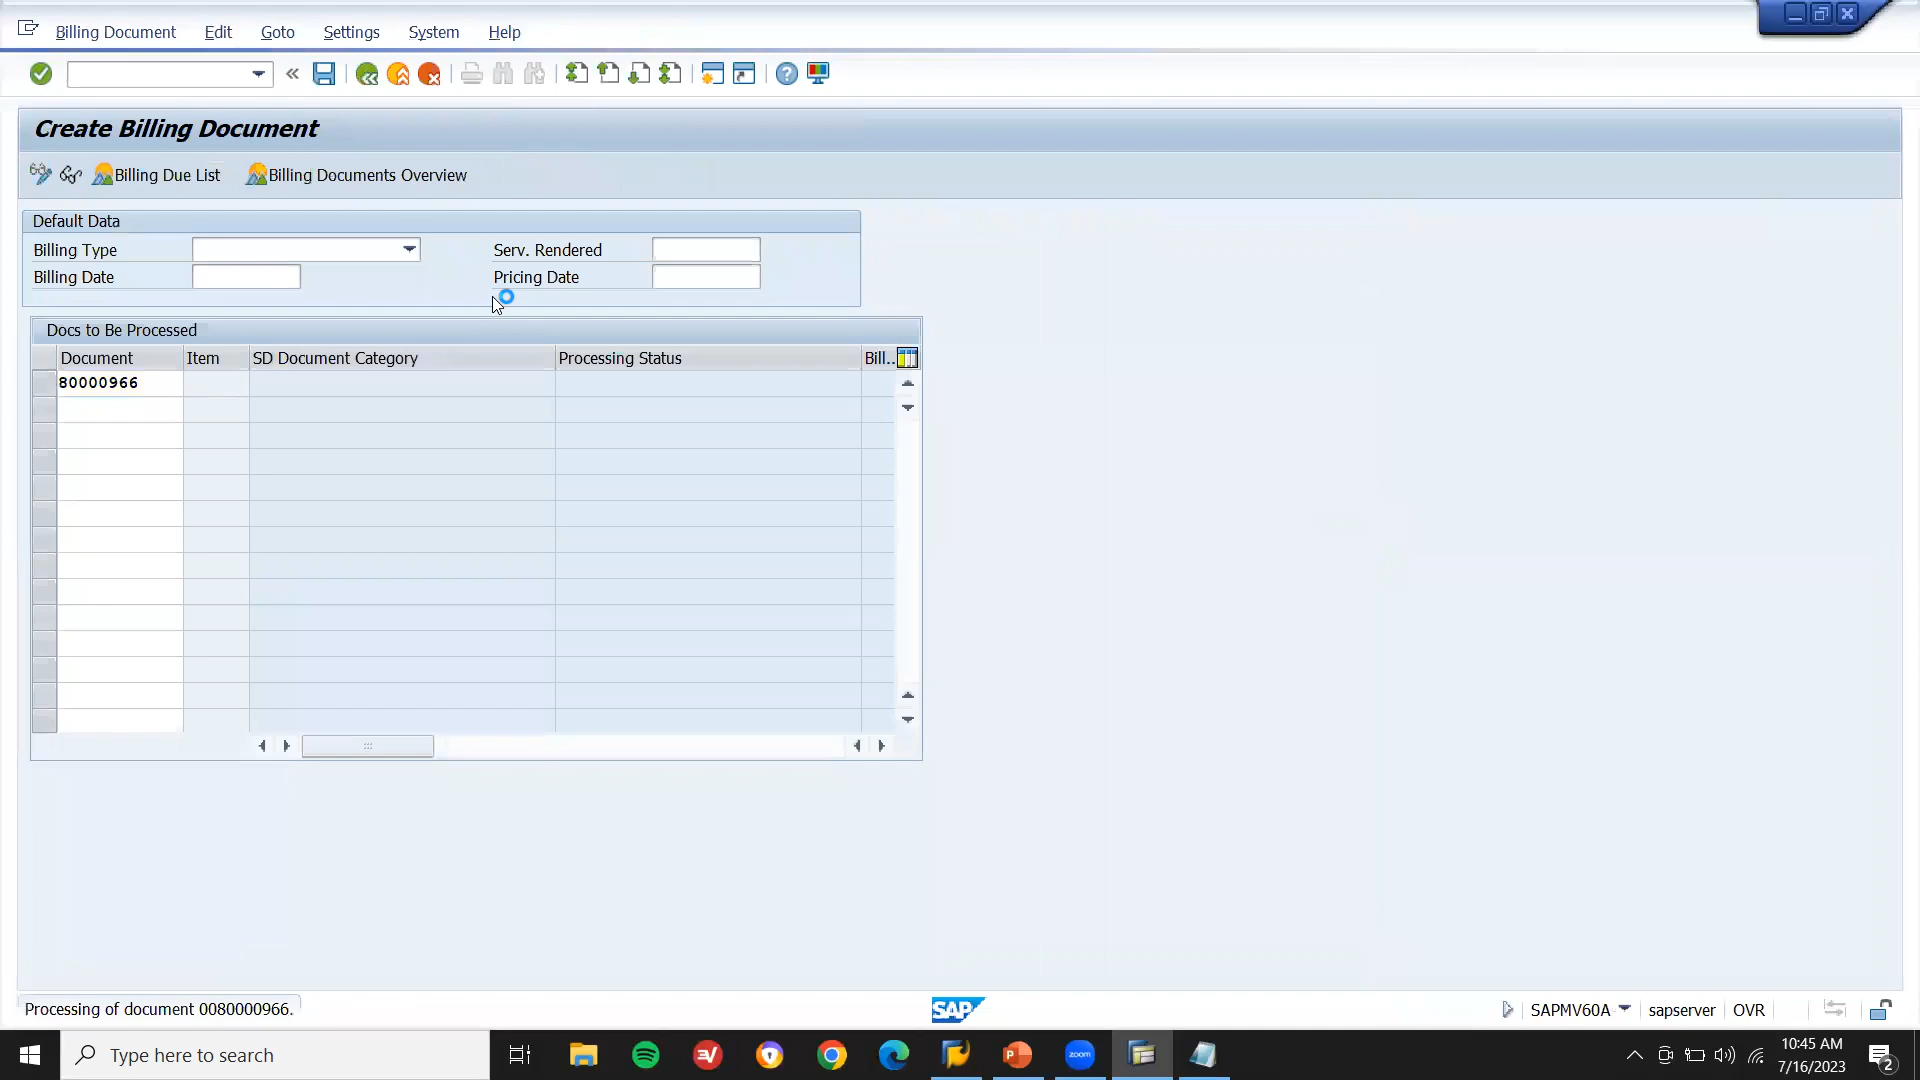 Billing Document Edit Goto Settings System Help
Create Billing Document
Billing Due List Billing Documents Overview
Default Data
Billing Type Serv. Rendered
Billing Date Pricing Date
Docs to Be Processed
Document Item SD Document Category Processing Status Bill..
80000966
Processing of document 0080000966.
SAP
SAPMV60A sapserver OVR
Type here to search
EV
P
zoom
10:45 AM
7/16/2023
2